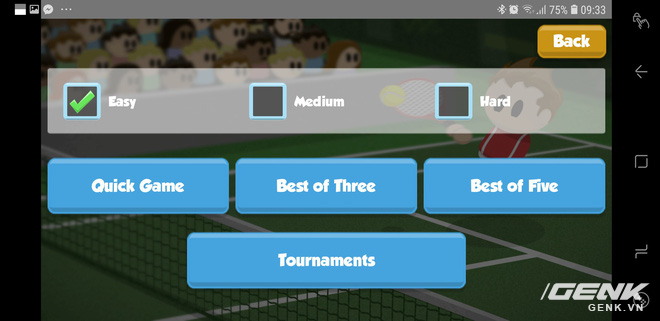 75% 09:33
Back
Easy Medium Hard
Quick Game Best of Three Best of Five
Tournaments
GENK
GENK.VN